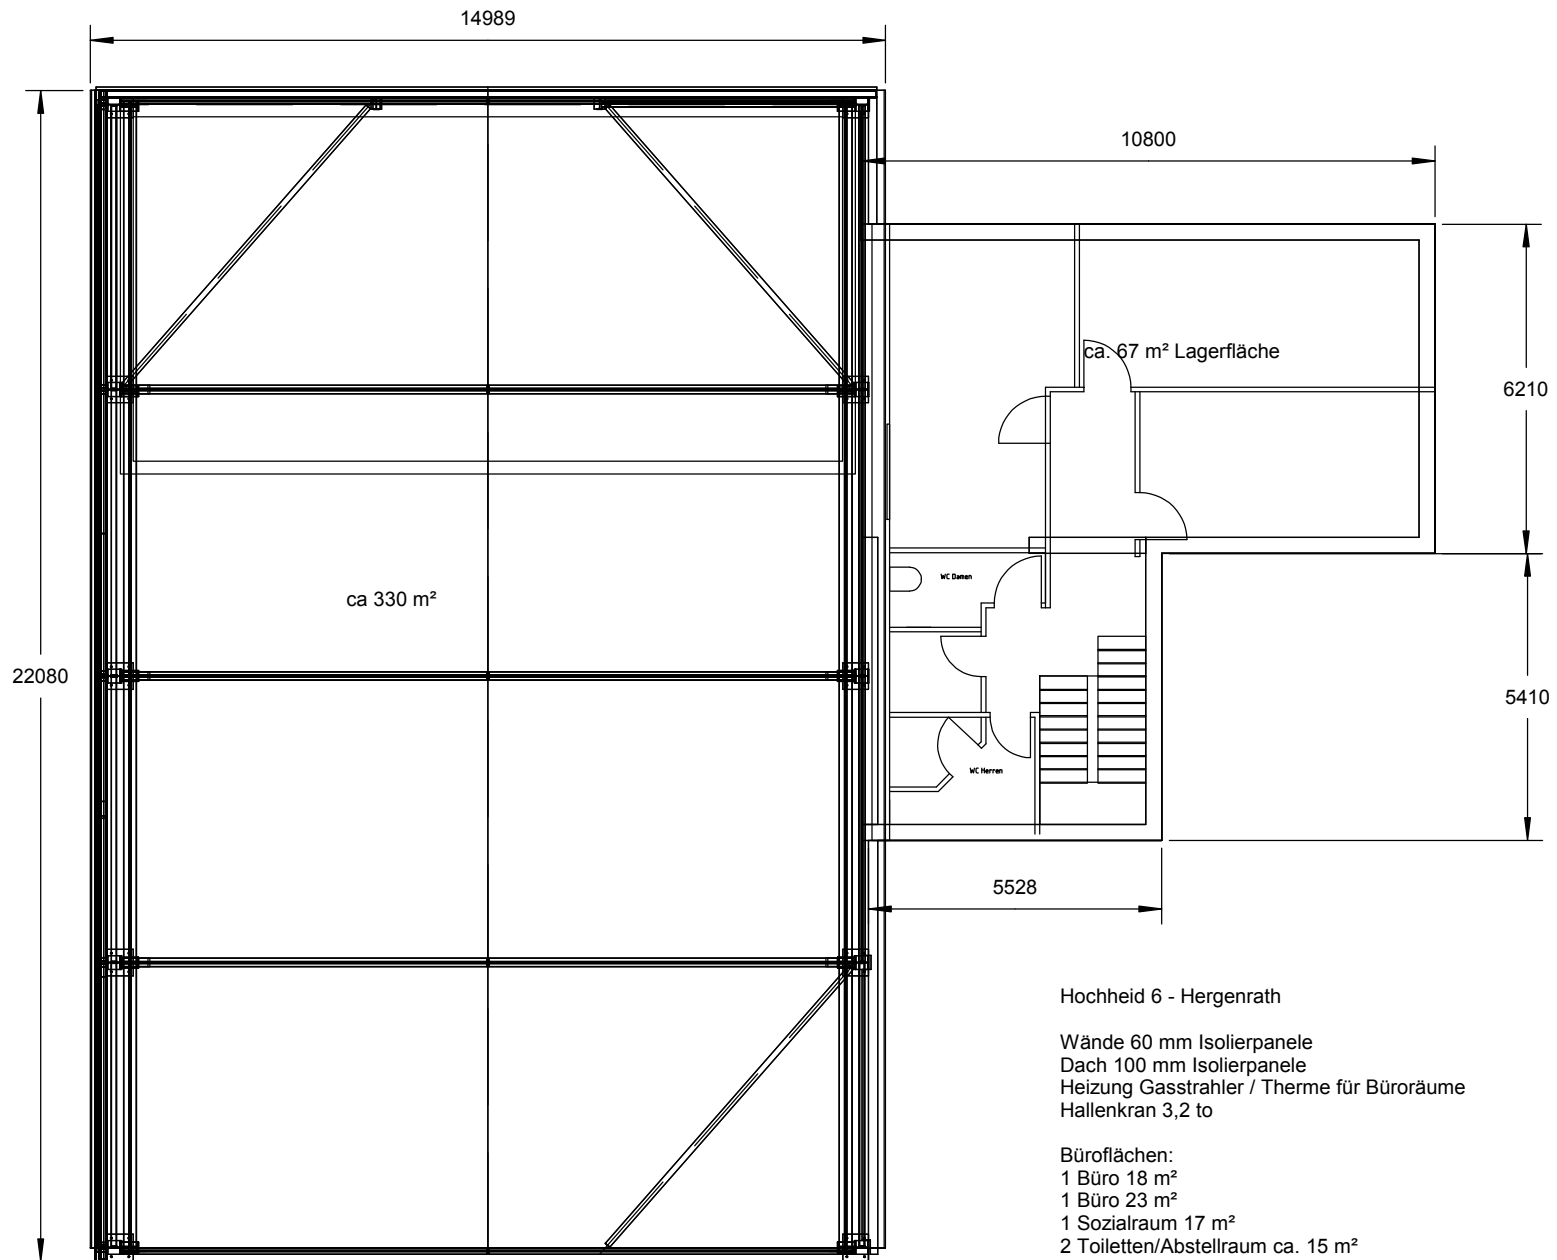 14989
10800
ca. 67 m² Lagerfläche
6210
WC Damen
ca 330 m²
22080
5410
WC Herren
5528
Hochheid 6 - Hergenrath
Wände 60 mm Isolierpanele
Dach 100 mm Isolierpanele
Heizung Gasstrahler / Therme für Büroräume
Hallenkran 3,2 to
Büroflächen:
1 Büro 18 m²
1 Büro 23 m²
1 Sozialraum 17 m²
2 Toiletten/Abstellraum ca. 15 m²